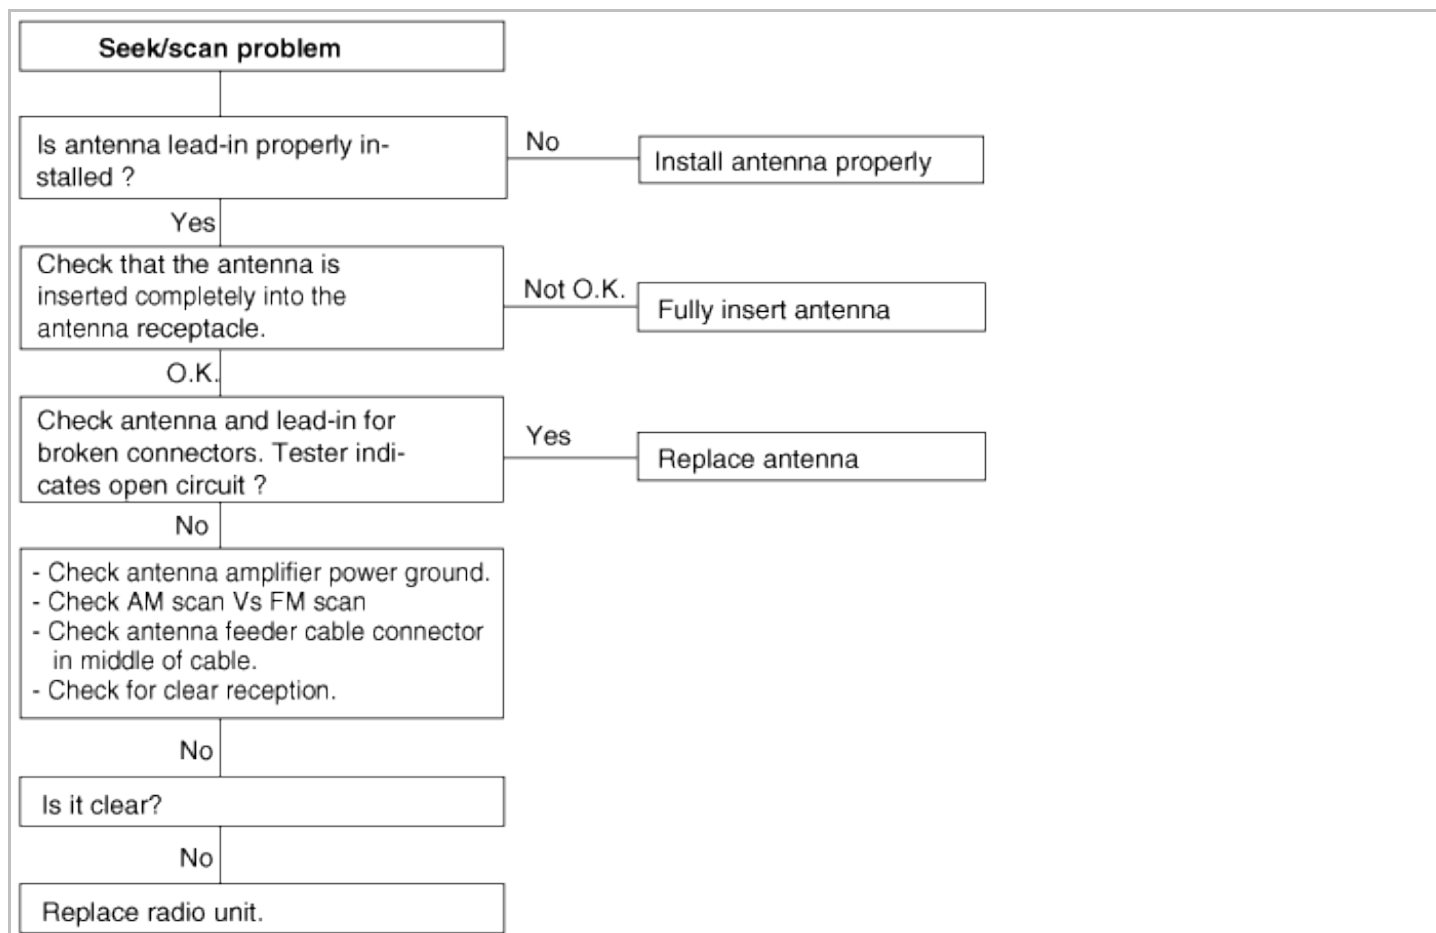 Seek/scan problem
Is antenna lead-in properly in-
stalled ?
No
Install antenna properly
Yes
Check that the antenna is
inserted completely into the
antenna receptacle.
Not O.K.
Fully insert antenna
O.K.
Check antenna and lead-in for
broken connectors. Tester indi-
cates open circuit ?
Yes
Replace antenna
No
- Check antenna amplifier power ground.
- Check AM scan Vs FM scan
- Check antenna feeder cable connector
in middle of cable.
- Check for clear reception.
No
Is it clear?
No
Replace radio unit.